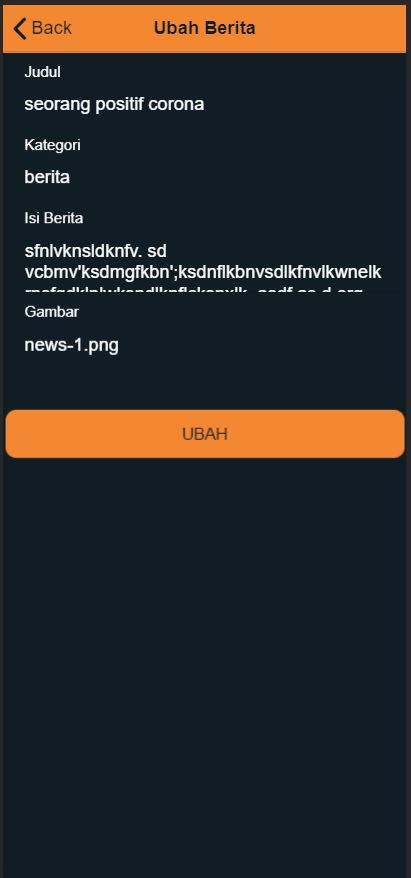 Back
Ubah Berita
Judul
seorang positif corona
Kategori
berita
Isi Berita
sfnlvknsldknfv. sd
vcbmv'ksdmgfkbn';ksdnflkbnvsdlkfnvlkwnelk
Gambar
news-1.png
UBAH